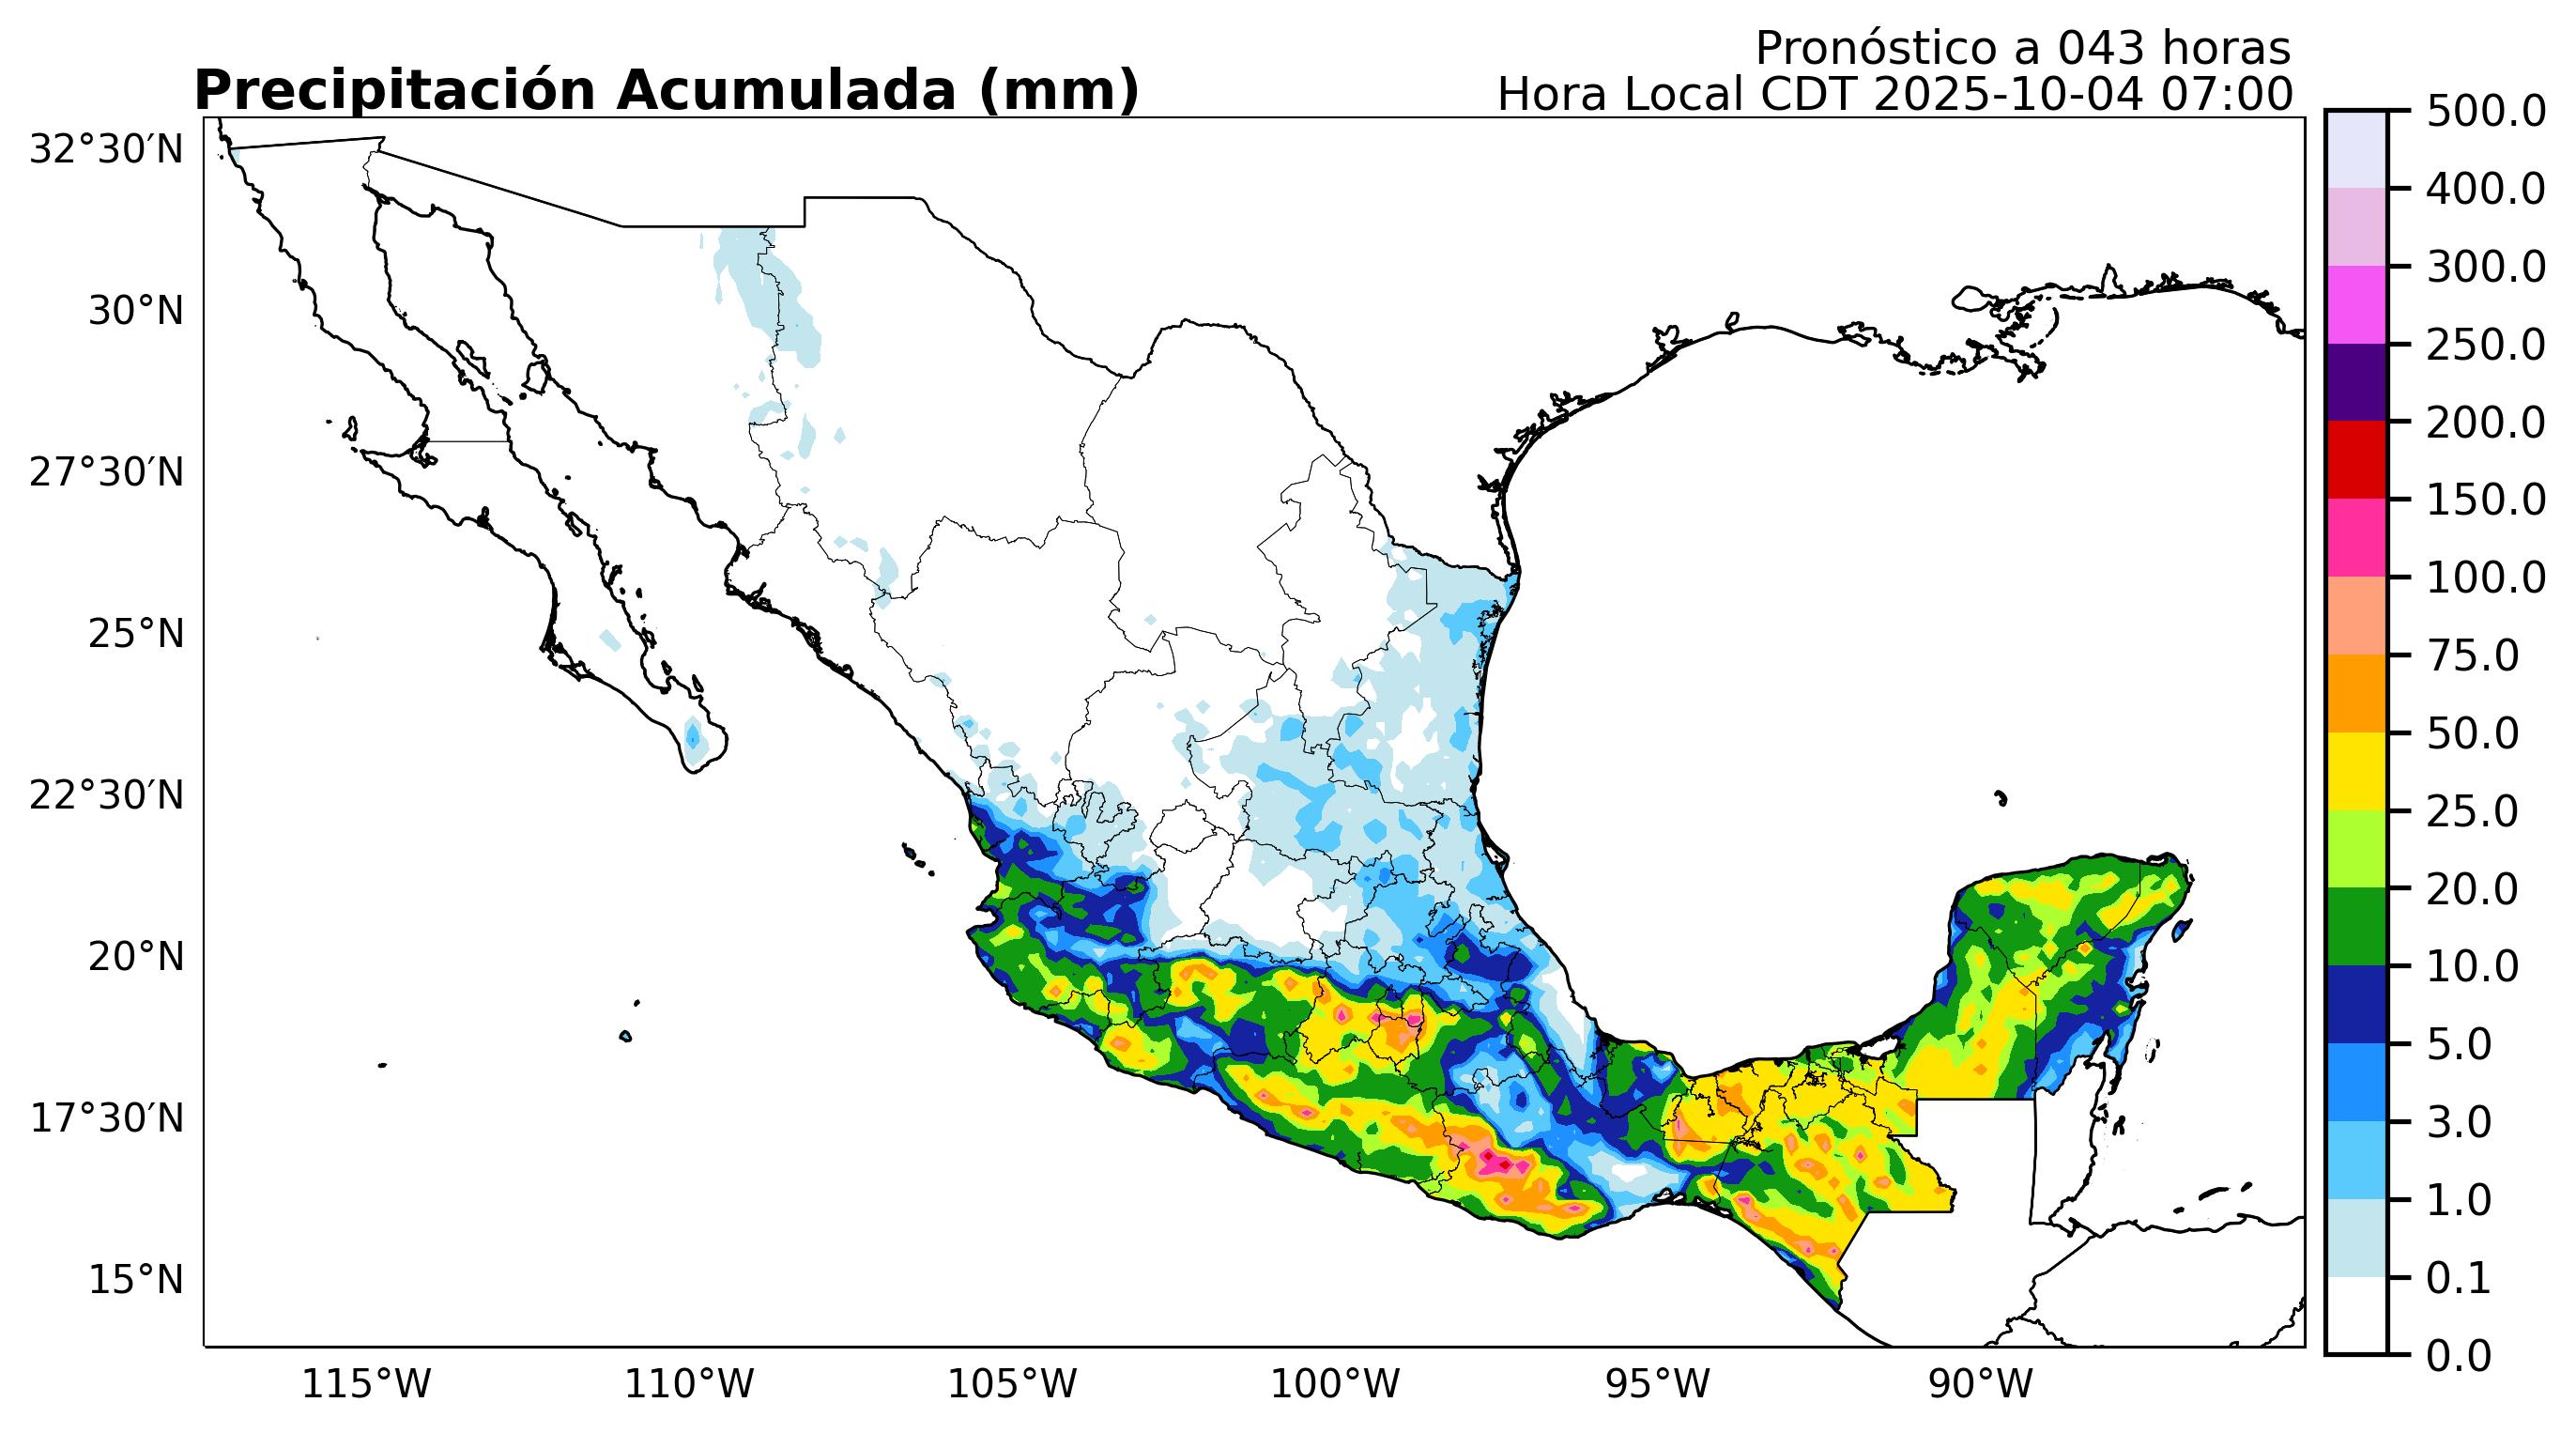 Pronóstico a 043 horas
Precipitación Acumulada (mm)
Hora Local CDT 2025-10-04 07:00
32°30′N
30°N
27°30′N
25°N
22°30′N
20°N
17°30′N
15°N
115°W
110°W
105°W
100°W
95°W
90°W
500.0
400.0
300.0
250.0
200.0
150.0
100.0
75.0
50.0
25.0
20.0
10.0
5.0
3.0
1.0
0.1
0.0